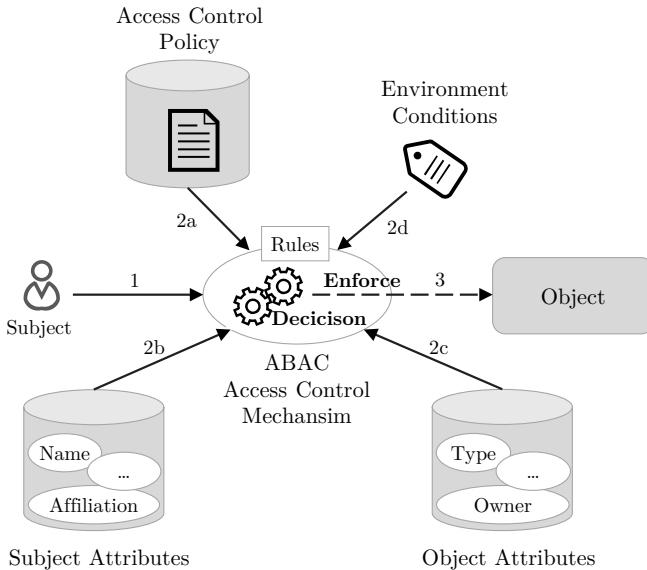 Access Control
Policy
Environment
Conditions
2a
2d
Rules
1
Enforce
3
Object
Decicison
Subject
2b
ABAC
2c
Access Control
Mechansim
Name
...
Affiliation
Type
...
Owner
Subject Attributes
Object Attributes